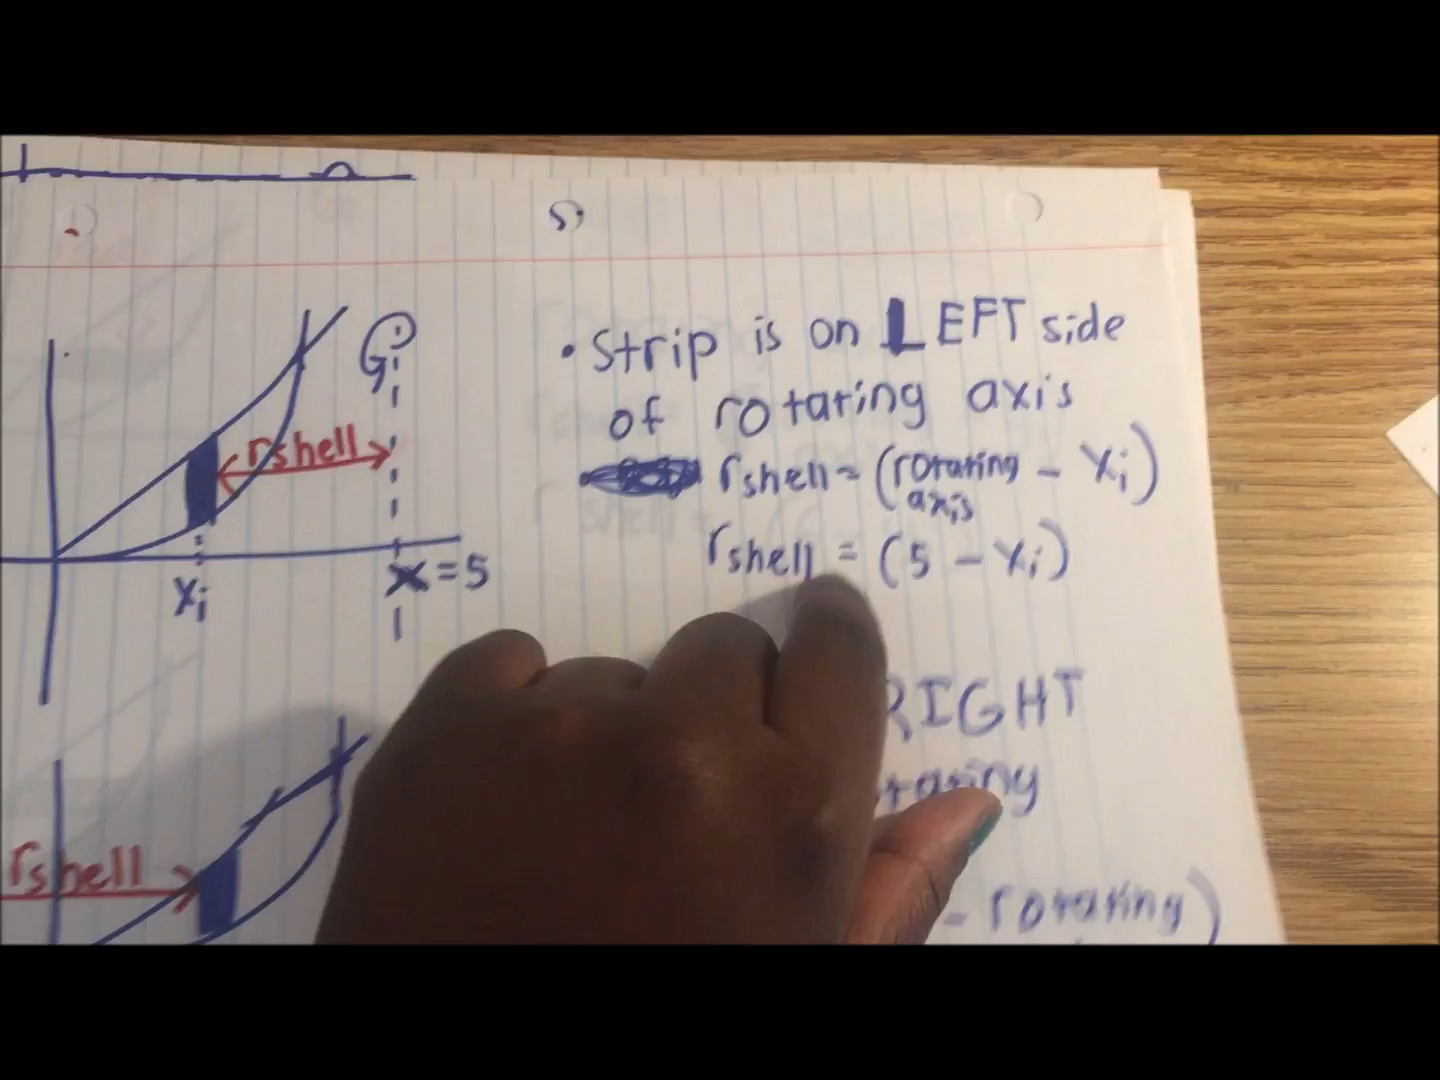 rshell
xi
x=5
• Strip is on LEFT side
of rotating axis
rshell = (rotating axis - xi)
rshell = (5 - xi)
RIGHT
rshell
- rotating)